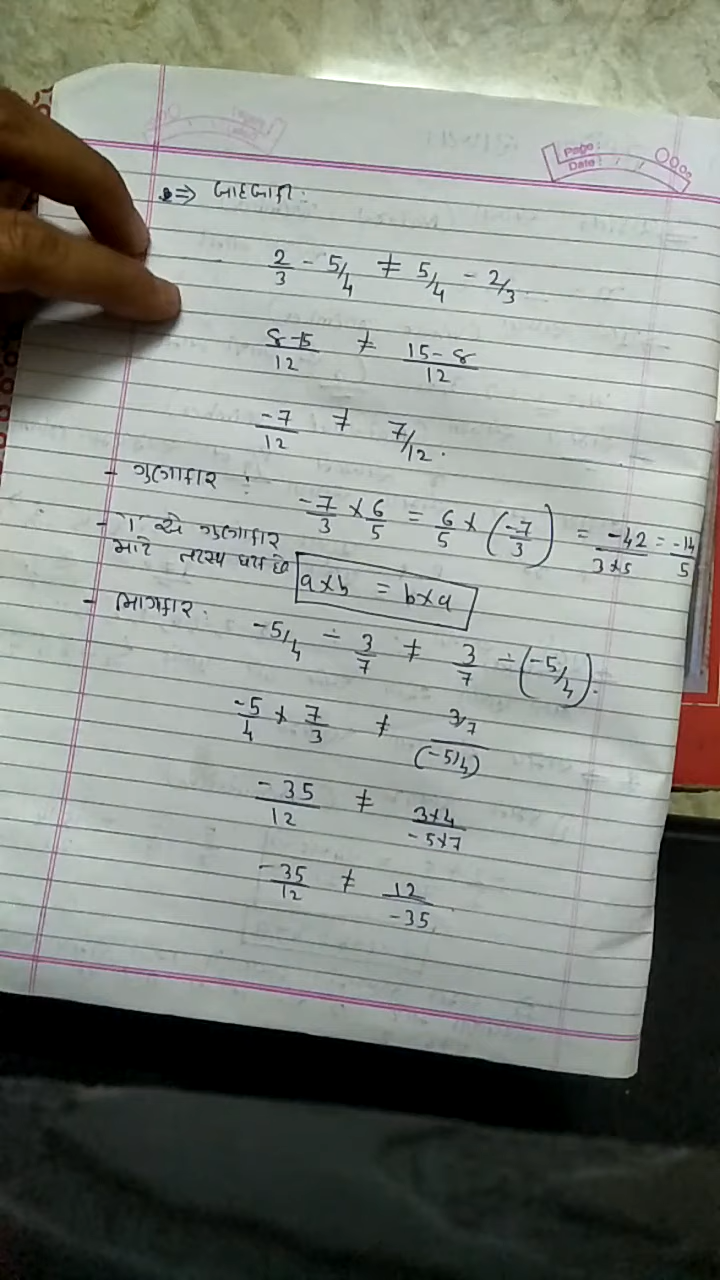 Page:
Date:
⇒ બાદબાકી:
2/3 - 5/4 ≠ 5/4 - 2/3
8-15/12 ≠ 15-8/12
-7/12 ≠ 7/12.
- ગુણાકાર :
-7/3 × 6/5 = 6/5 × (-7/3) = -42/3×5 = -14/5
- '1' એ ગુણાકાર
માટે તટસ્થ ઘટક છે
a×b = b×a
- ભાગાકાર.
-5/4 ÷ 3/7 ≠ 3/7 ÷ (-5/4).
-5/4 × 7/3 ≠ 3/7/(-5/4)
-35/12 ≠ 3×4/-5×7
-35/12 ≠ 12/-35